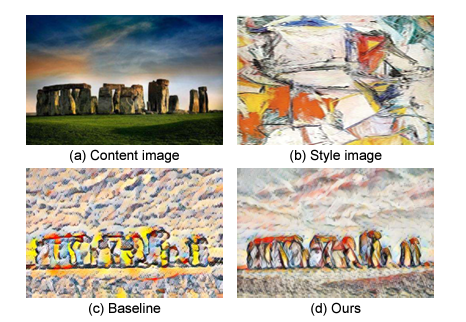 (a) Content image
(b) Style image
(c) Baseline
(d) Ours